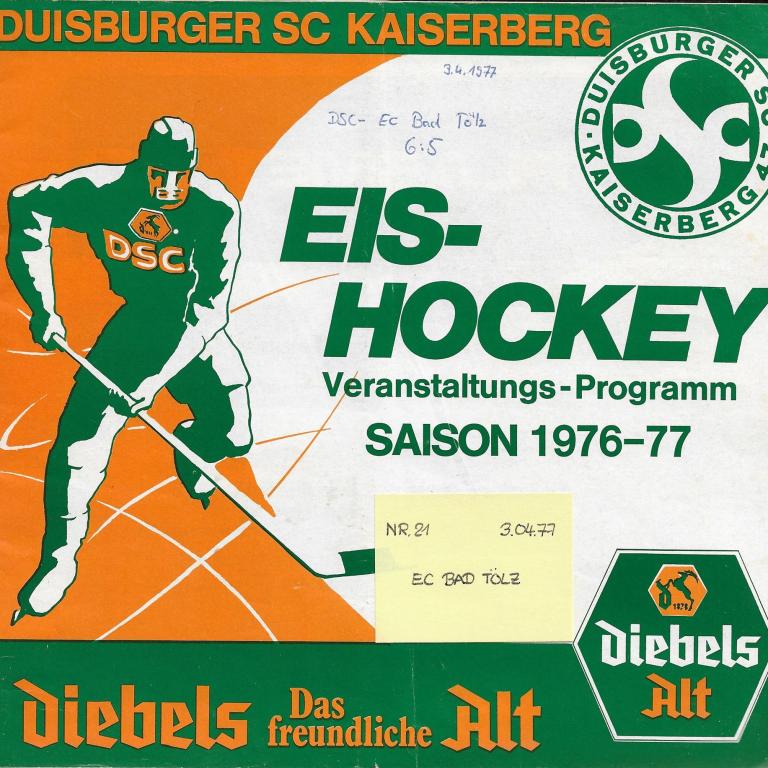 DUISBURGER SC KAISERBERG
3.4.1977
DSC- EC Bad Tölz
6:5
DUISBURGER SC
KAISERBERG 47
DSC
EIS-
HOCKEY
Veranstaltungs-Programm
SAISON 1976-77
NR. 21 3.04.77
EC BAD TÖLZ
1878
diebels
Alt
diebels Das freundliche Alt